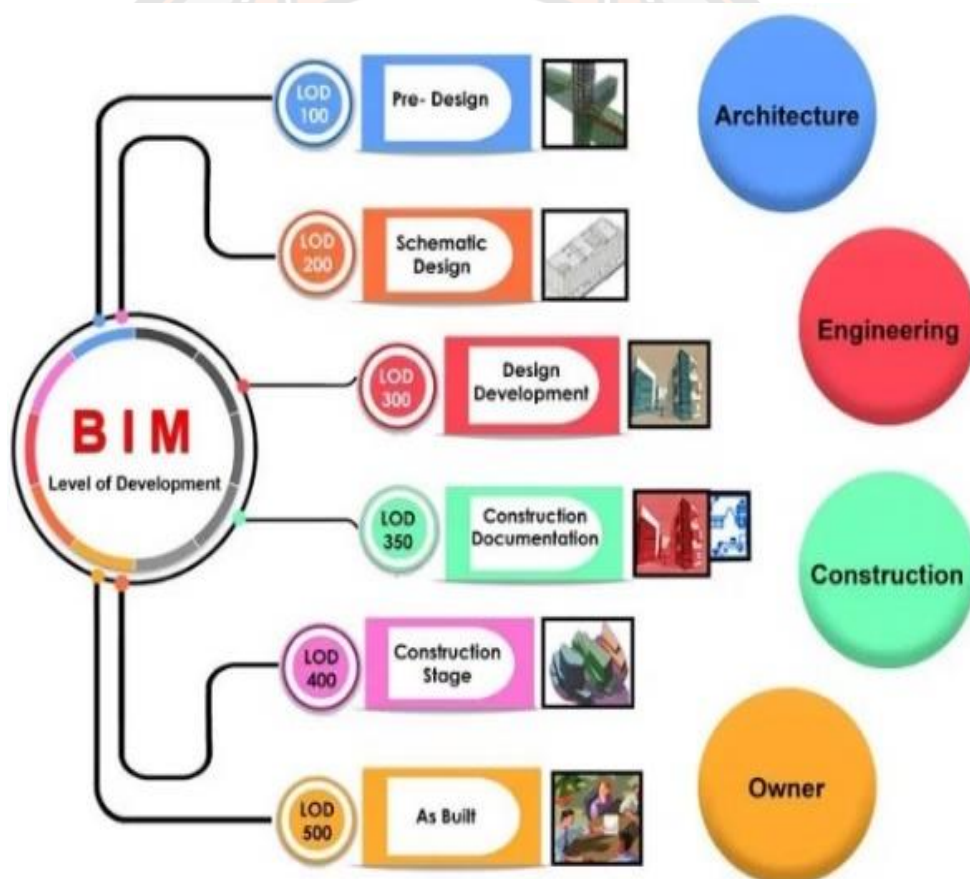 LOD
100
Pre- Design
Architecture
LOD
200
Schematic
Design
Engineering
LOD
300
Design
Development
BIM
Level of Development
LOD
350
Construction
Documentation
Construction
LOD
400
Construction
Stage
Owner
LOD
500
As Built